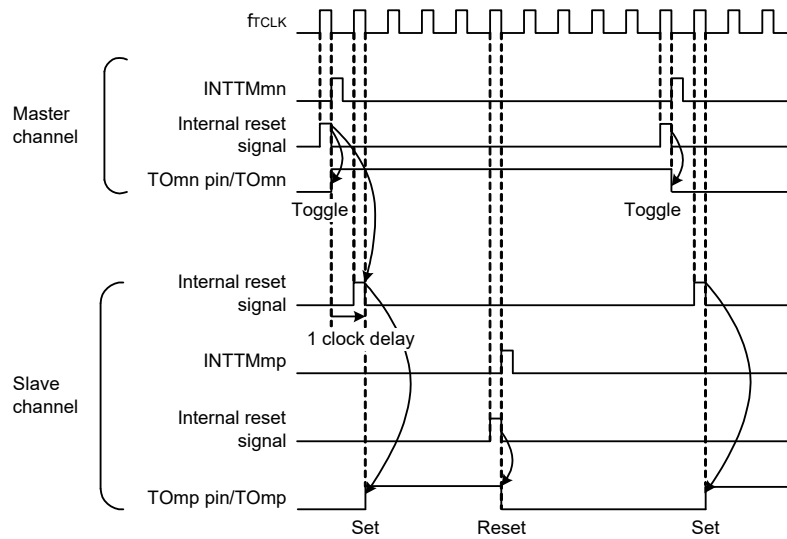 fTCLK
INTTMmn
Master
channel
Internal reset
signal
TOmn pin/TOmn
Toggle
Toggle
Internal reset
signal
1 clock delay
INTTMmp
Slave
channel
Internal reset
signal
TOmp pin/TOmp
Set
Reset
Set